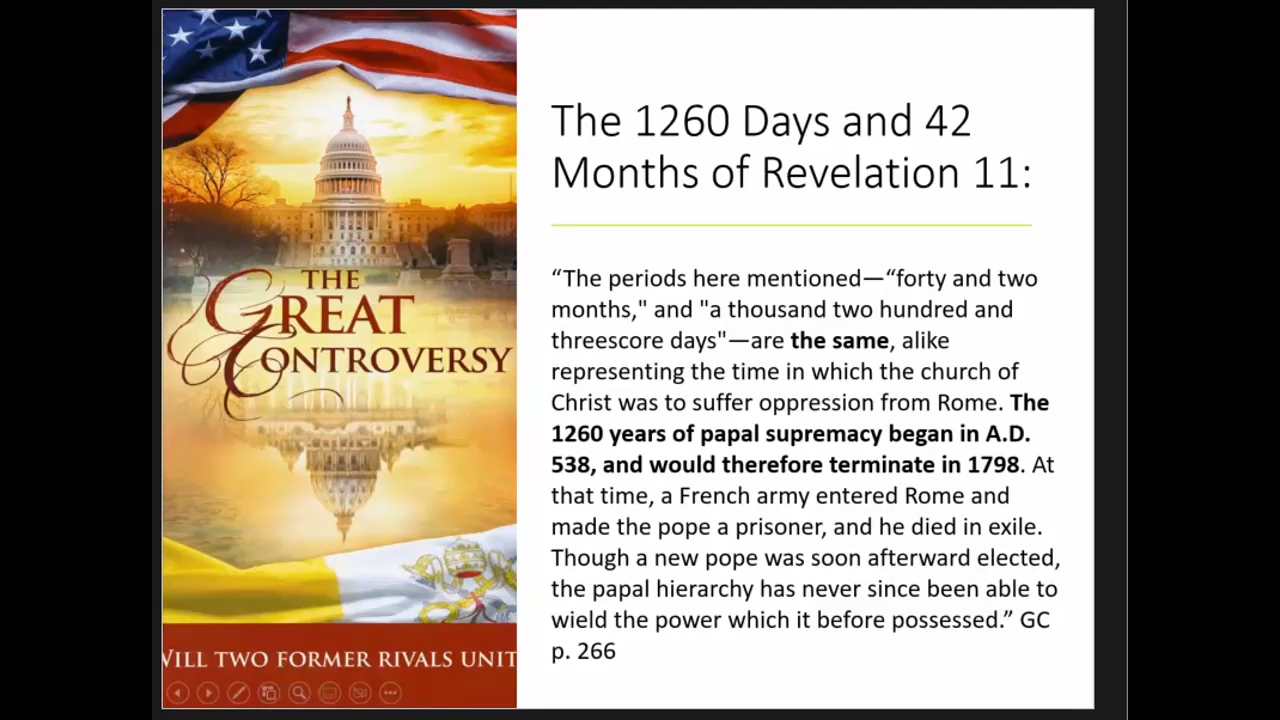 The 1260 Days and 42
Months of Revelation 11:
“The periods here mentioned—“forty and two
months," and "a thousand two hundred and
threescore days"—are the same, alike
representing the time in which the church of
Christ was to suffer oppression from Rome. The
1260 years of papal supremacy began in A.D.
538, and would therefore terminate in 1798. At
that time, a French army entered Rome and
made the pope a prisoner, and he died in exile.
Though a new pope was soon afterward elected,
the papal hierarchy has never since been able to
wield the power which it before possessed.” GC
p. 266
THE
GREAT
CONTROVERSY
WILL TWO FORMER RIVALS UNIT